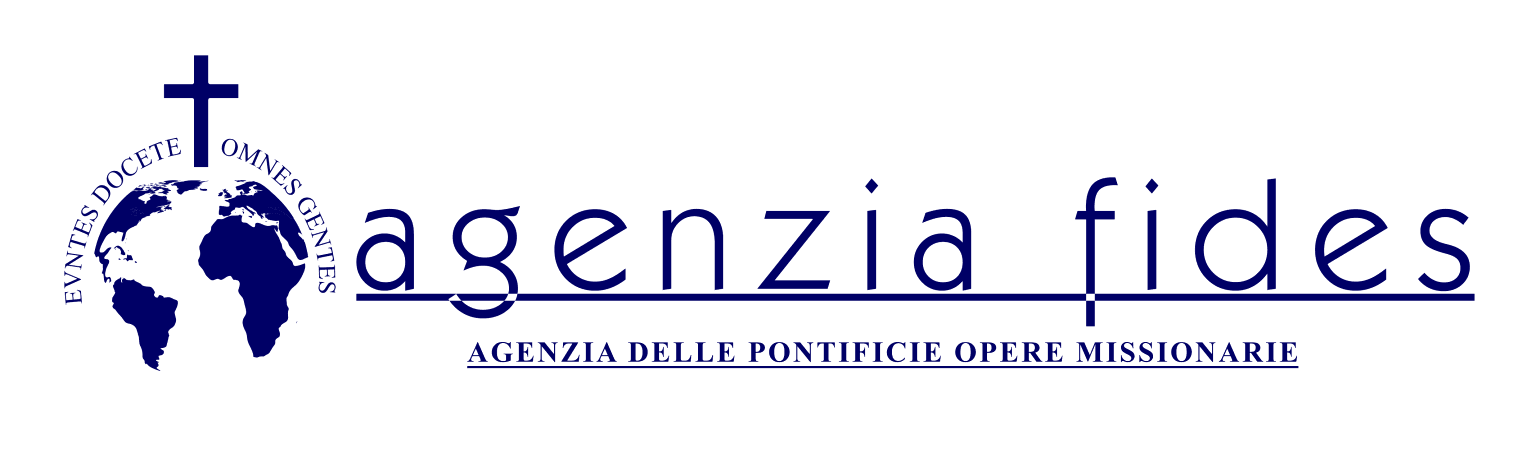 EVNTES DOCETE OMNES GENTES
agenzia fides
AGENZIA DELLE PONTIFICIE OPERE MISSIONARIE